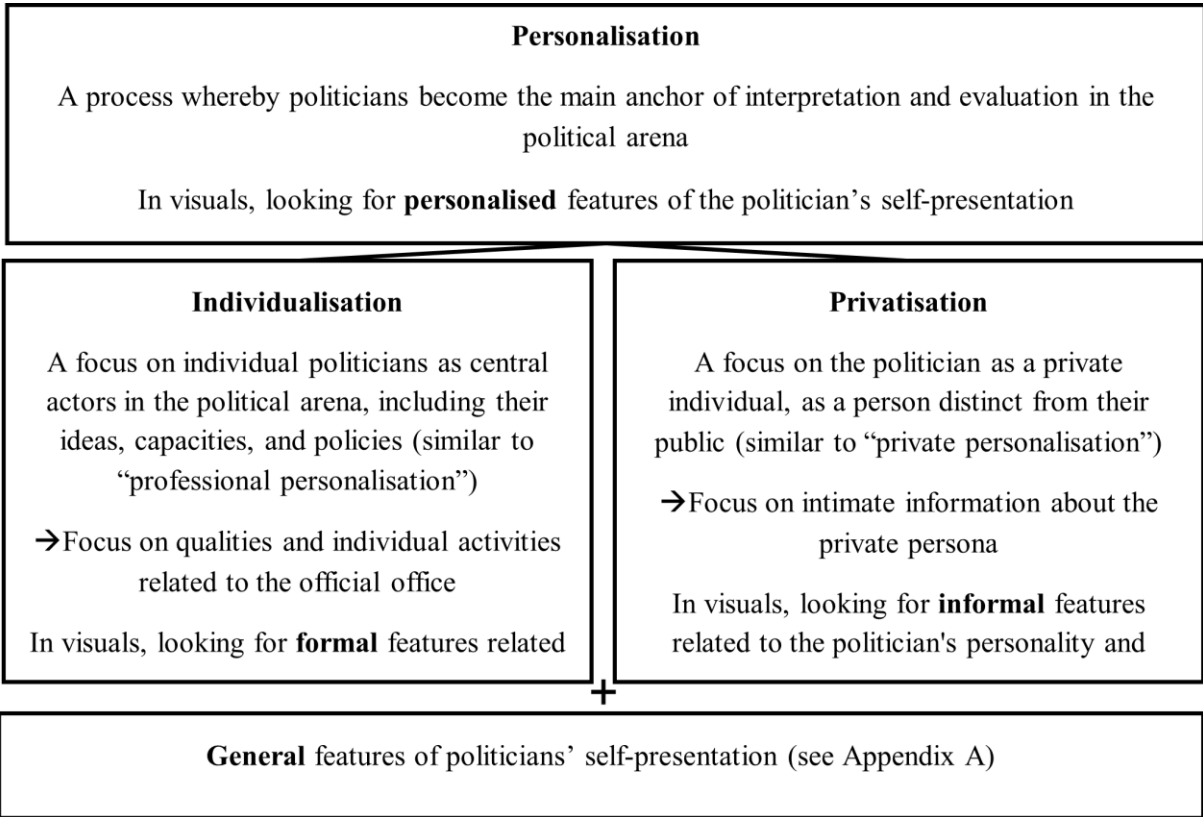 Personalisation
A process whereby politicians become the main anchor of interpretation and evaluation in the
political arena
In visuals, looking for personalised features of the politician’s self-presentation
Individualisation
A focus on individual politicians as central
actors in the political arena, including their
ideas, capacities, and policies (similar to
“professional personalisation”)
→Focus on qualities and individual activities
related to the official office
In visuals, looking for formal features related
Privatisation
A focus on the politician as a private
individual, as a person distinct from their
public (similar to “private personalisation”)
→Focus on intimate information about the
private persona
In visuals, looking for informal features
related to the politician's personality and
+
General features of politicians’ self-presentation (see Appendix A)